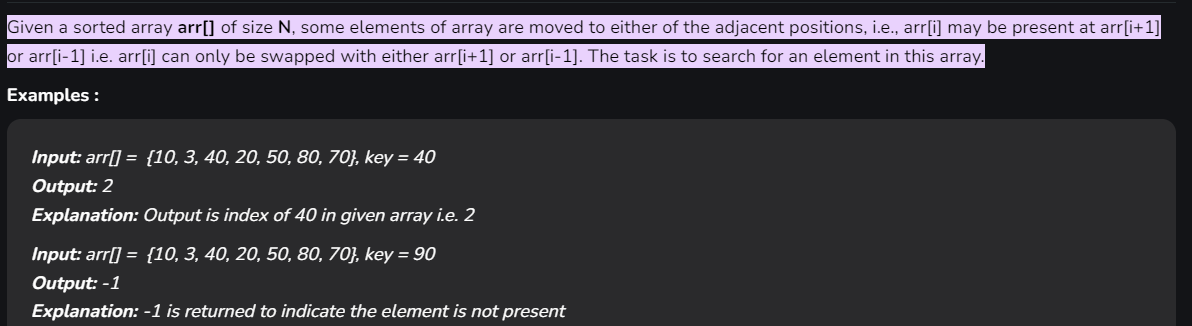 Given a sorted array arr[] of size N, some elements of array are moved to either of the adjacent positions, i.e., arr[i] may be present at arr[i+1]
or arr[i-1] i.e. arr[i] can only be swapped with either arr[i+1] or arr[i-1]. The task is to search for an element in this array.
Examples :
Input: arr[] =  {10, 3, 40, 20, 50, 80, 70}, key = 40
Output: 2
Explanation: Output is index of 40 in given array i.e. 2
Input: arr[] =  {10, 3, 40, 20, 50, 80, 70}, key = 90
Output: -1
Explanation: -1 is returned to indicate the element is not present